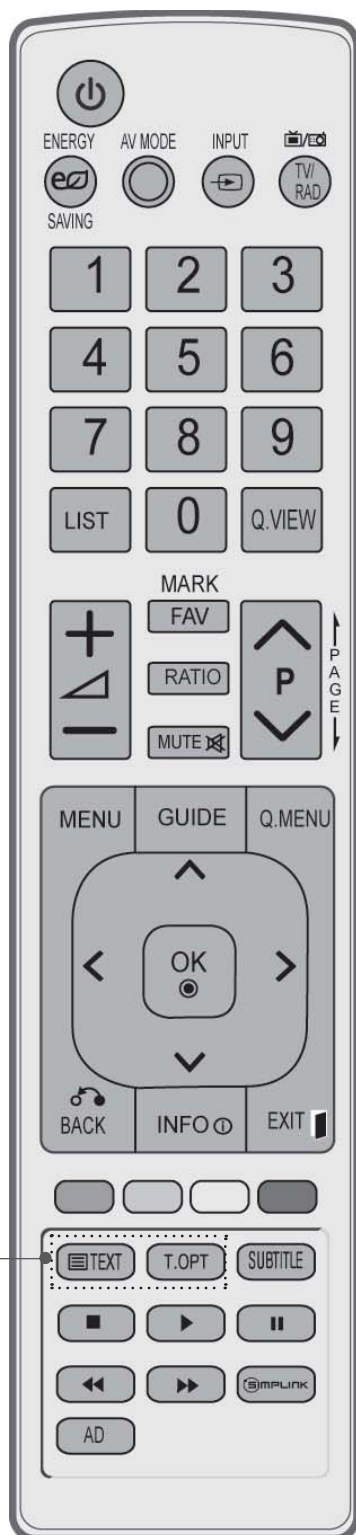 ENERGY AV MODE INPUT
TV/
RAD
SAVING
1 2 3
4 5 6
7 8 9
LIST 0 Q.VIEW
MARK
FAV
RATIO
P
PAGE
MUTE
MENU GUIDE Q.MENU
OK
BACK INFO EXIT
TEXT T.OPT SUBTITLE
SIMPLINK
AD